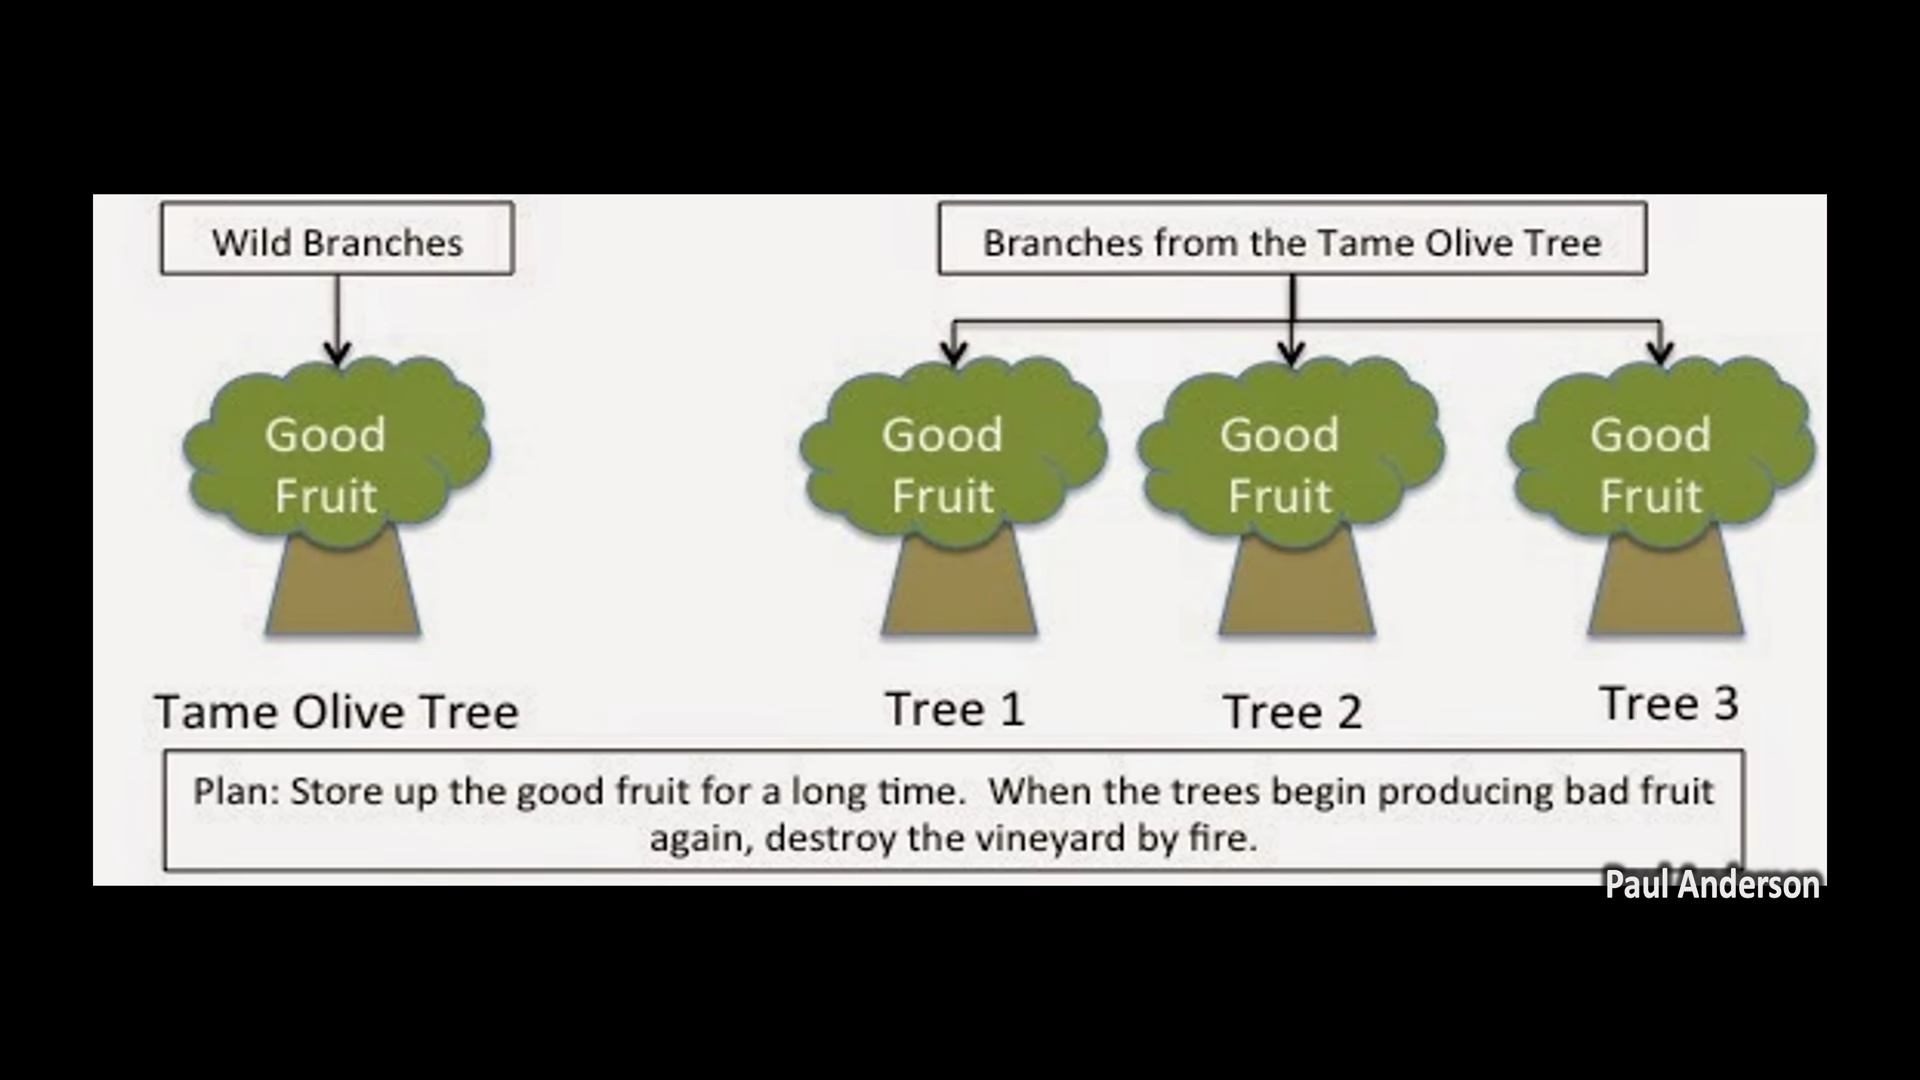 Wild Branches
Branches from the Tame Olive Tree
Good
Fruit
Good
Fruit
Good
Fruit
Good
Fruit
Tame Olive Tree
Tree 1
Tree 2
Tree 3
Plan: Store up the good fruit for a long time.  When the trees begin producing bad fruit
again, destroy the vineyard by fire.
Paul Anderson